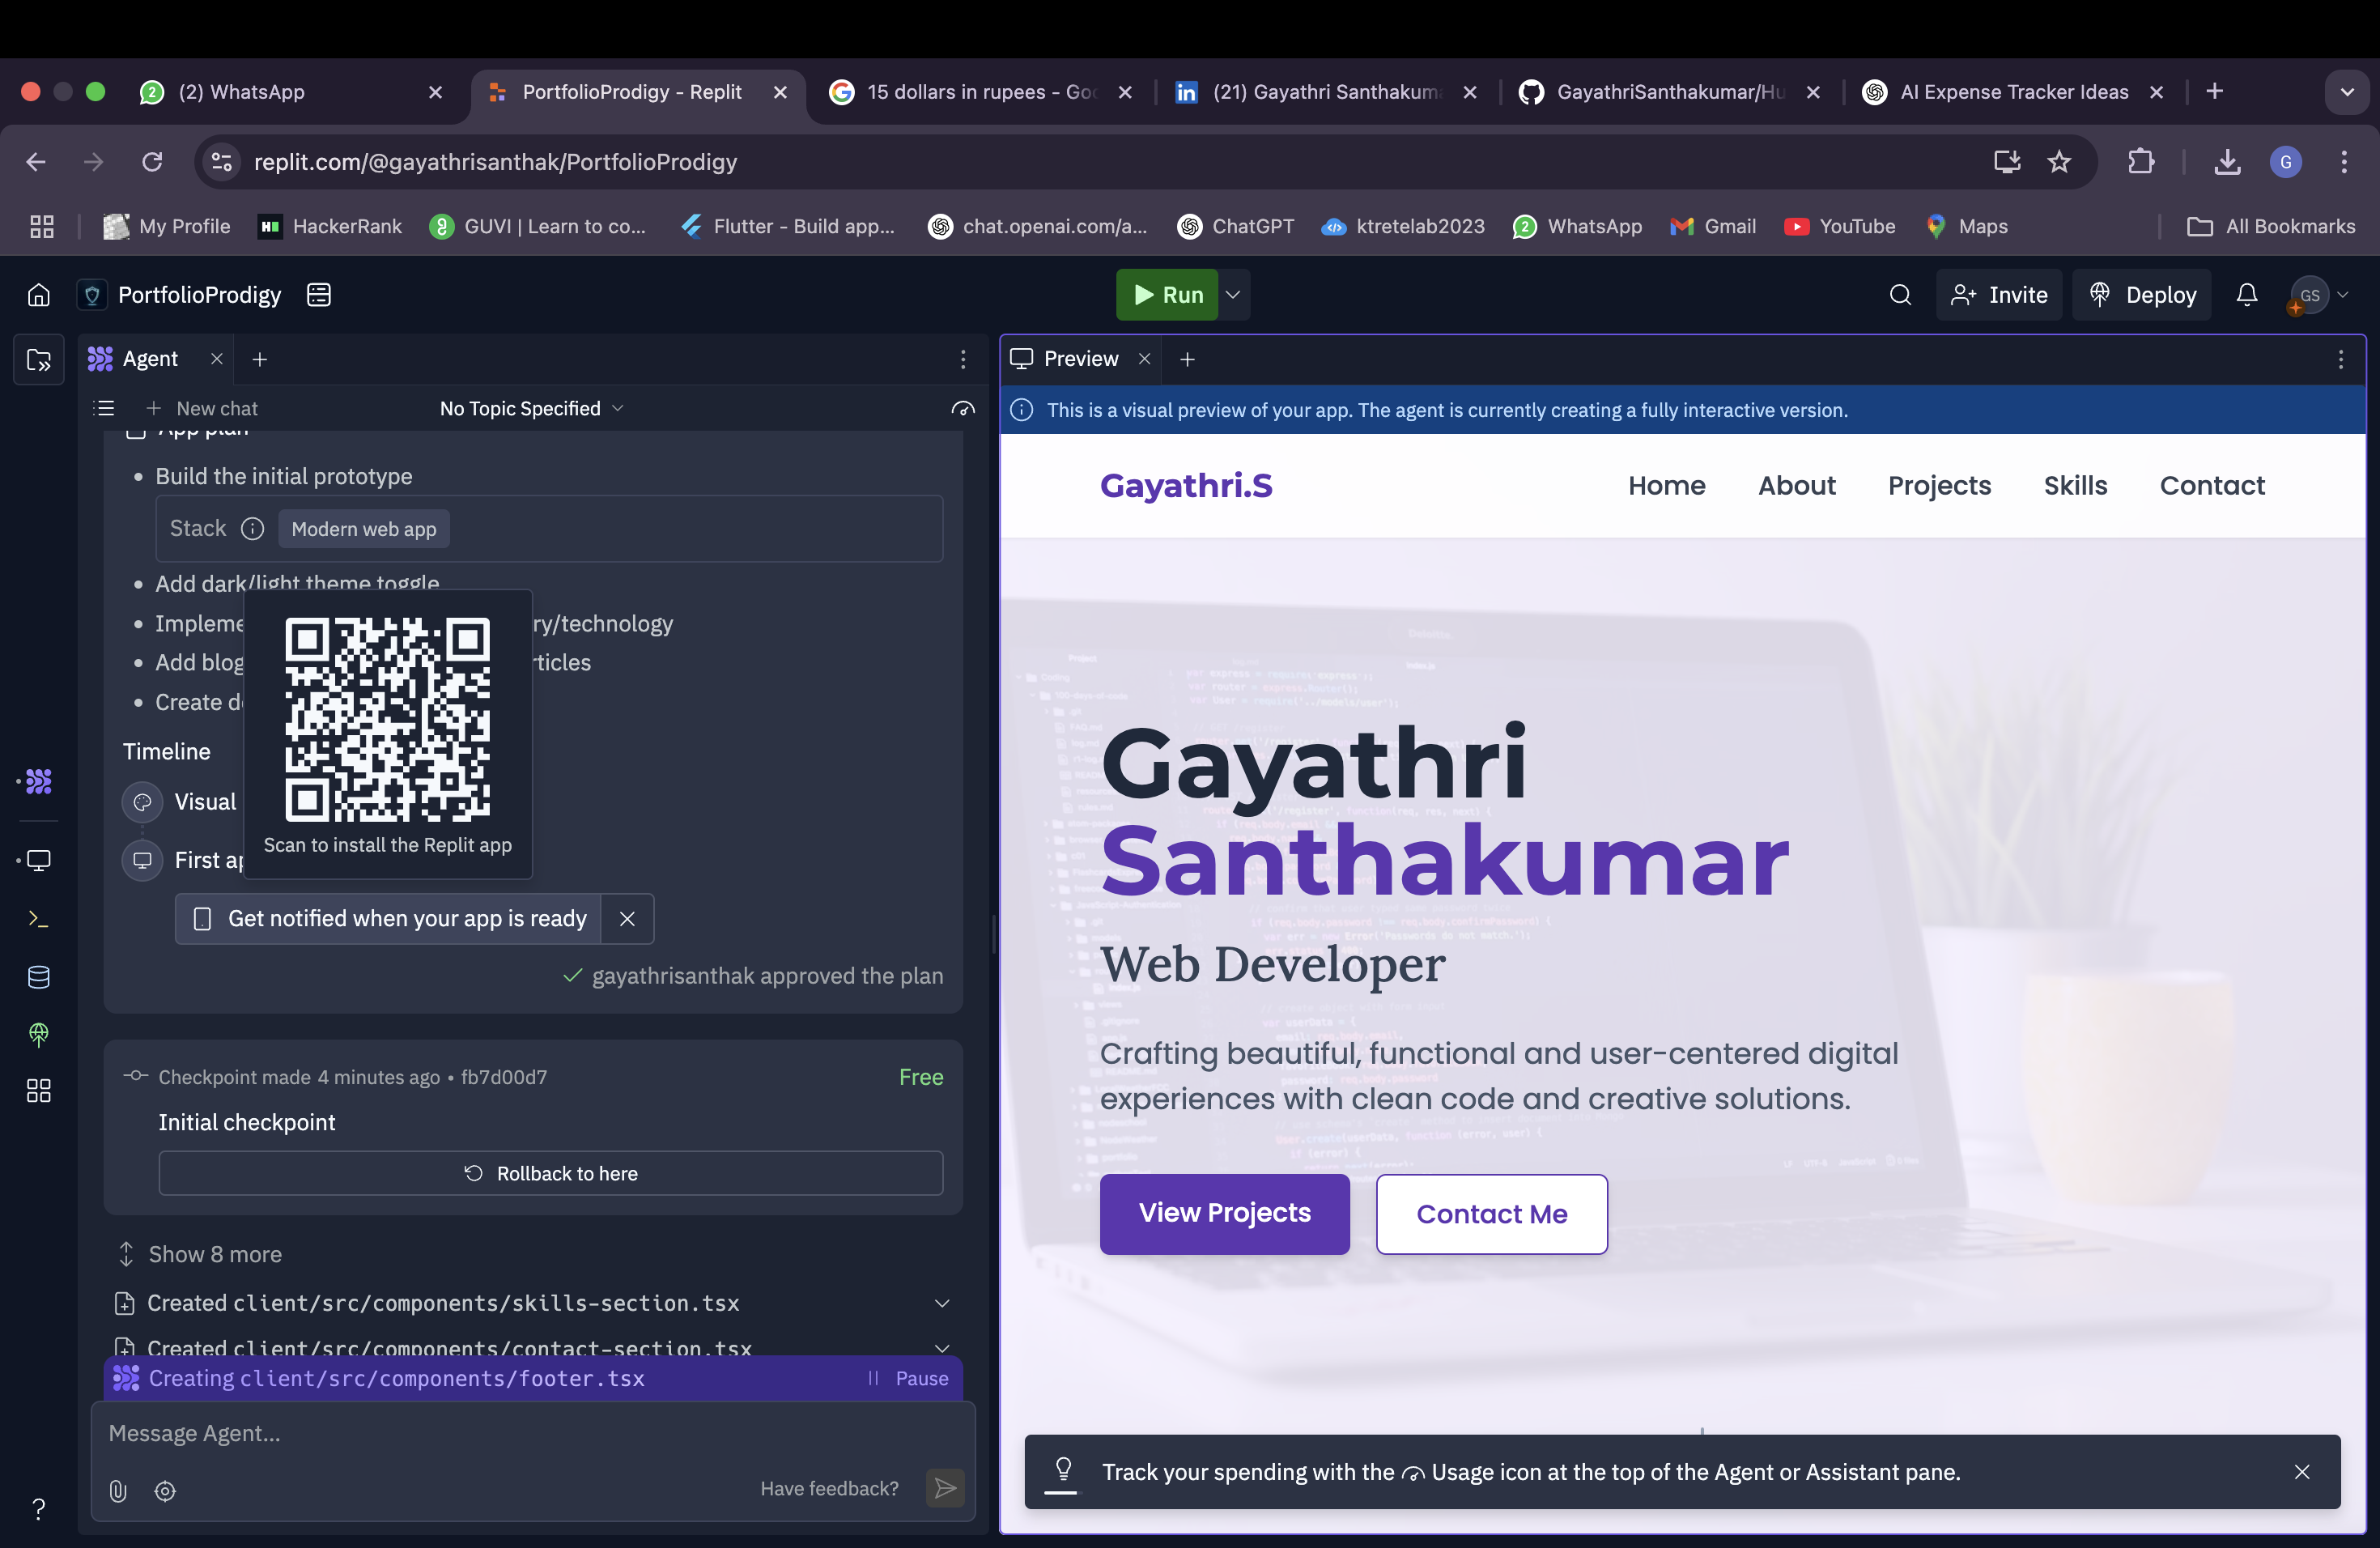 (2) WhatsApp
PortfolioProdigy - Replit
15 dollars in rupees - Goo
(21) Gayathri Santhakuma
GayathriSanthakumar/Hu
AI Expense Tracker Ideas
replit.com/@gayathrisanthak/PortfolioProdigy
G
My Profile
HackerRank
GUVI | Learn to co...
Flutter - Build app...
chat.openai.com/a...
ChatGPT
ktretelab2023
WhatsApp
Gmail
YouTube
Maps
All Bookmarks
PortfolioProdigy
Run
Invite
Deploy
GS
Agent
New chat
No Topic Specified
App plan
Build the initial prototype
Stack
Modern web app
Add dark/light theme toggle
Impleme
ry/technology
Add blog
rticles
Create d
Timeline
Visual
First ap
Scan to install the Replit app
Get notified when your app is ready
gayathrisanthak approved the plan
Checkpoint made 4 minutes ago • fb7d00d7
Free
Initial checkpoint
Rollback to here
Show 8 more
Created client/src/components/skills-section.tsx
Created client/src/components/contact-section.tsx
Creating client/src/components/footer.tsx
Pause
Message Agent...
Have feedback?
?
Preview
This is a visual preview of your app. The agent is currently creating a fully interactive version.
Gayathri.S
Home
About
Projects
Skills
Contact
Gayathri
Santhakumar
Web Developer
Crafting beautiful, functional and user-centered digital
experiences with clean code and creative solutions.
View Projects
Contact Me
Track your spending with the Usage icon at the top of the Agent or Assistant pane.